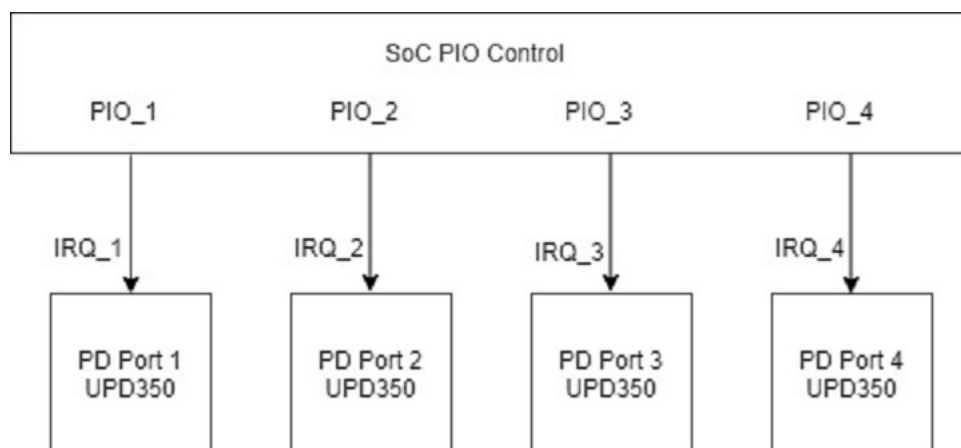 SoC PIO Control
PIO_1 PIO_2 PIO_3 PIO_4
IRQ_1 IRQ_2 IRQ_3 IRQ_4
PD Port 1 PD Port 2 PD Port 3 PD Port 4
UPD350 UPD350 UPD350 UPD350